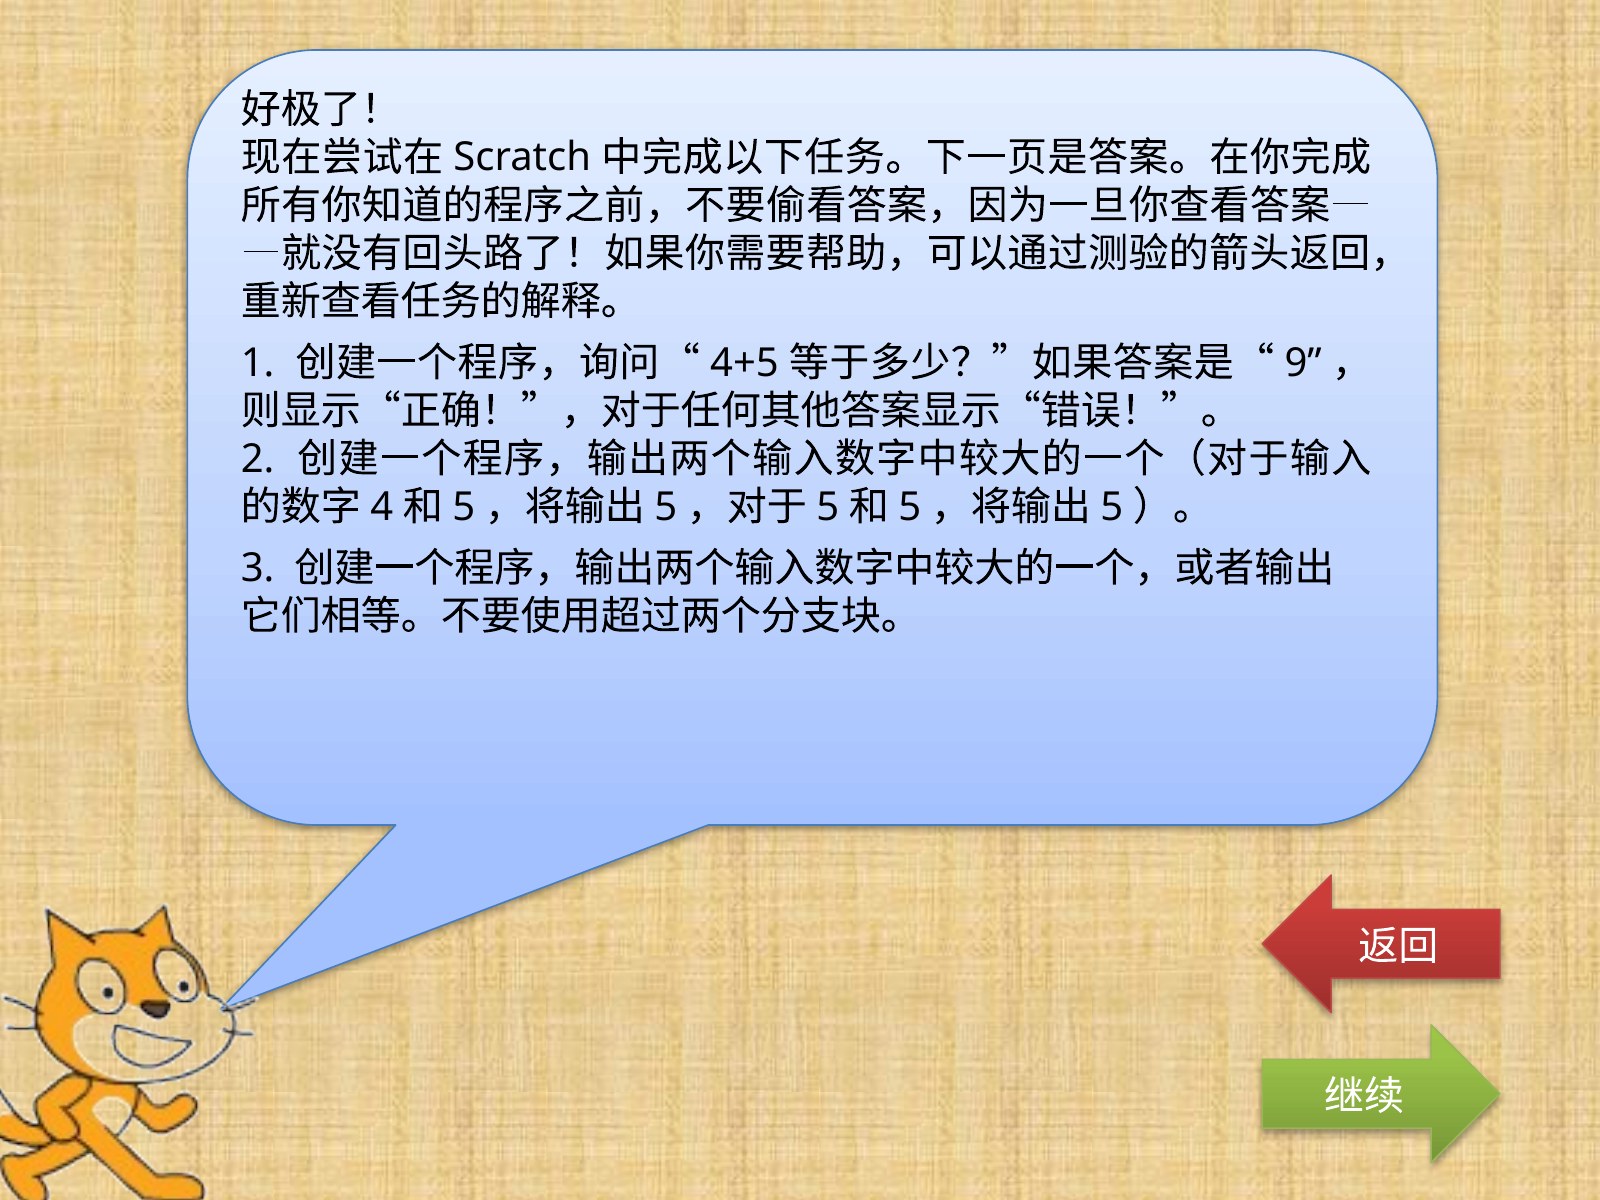 好极了！
现在尝试在 Scratch 中完成以下任务。下一页是答案。在你完成
所有你知道的程序之前，不要偷看答案，因为一旦你查看答案—
—就没有回头路了！如果你需要帮助，可以通过测验的箭头返回，
重新查看任务的解释。
1. 创建一个程序，询问“ 4+5 等于多少？”如果答案是“ 9”，
则显示“正确！”，对于任何其他答案显示“错误！”。
2. 创建一个程序，输出两个输入数字中较大的一个（对于输入
的数字 4 和 5 ，将输出 5 ，对于 5 和 5 ，将输出 5 ）。
3. 创建一个程序，输出两个输入数字中较大的一个，或者输出
它们相等。不要使用超过两个分支块。
返回
继续